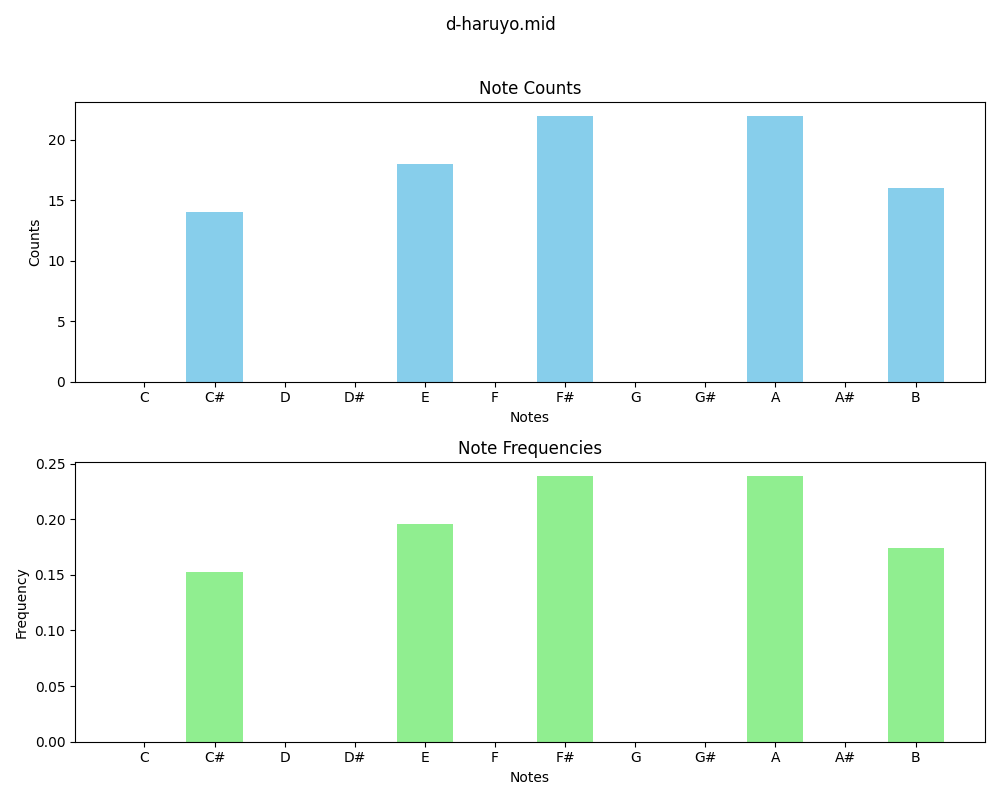 d-haruyo.mid
Note Counts
20
15
10
5
0
Counts
C C# D D# E F F# G G# A A# B
Notes
Note Frequencies
0.25
0.20
0.15
0.10
0.05
0.00
Frequency
C C# D D# E F F# G G# A A# B
Notes